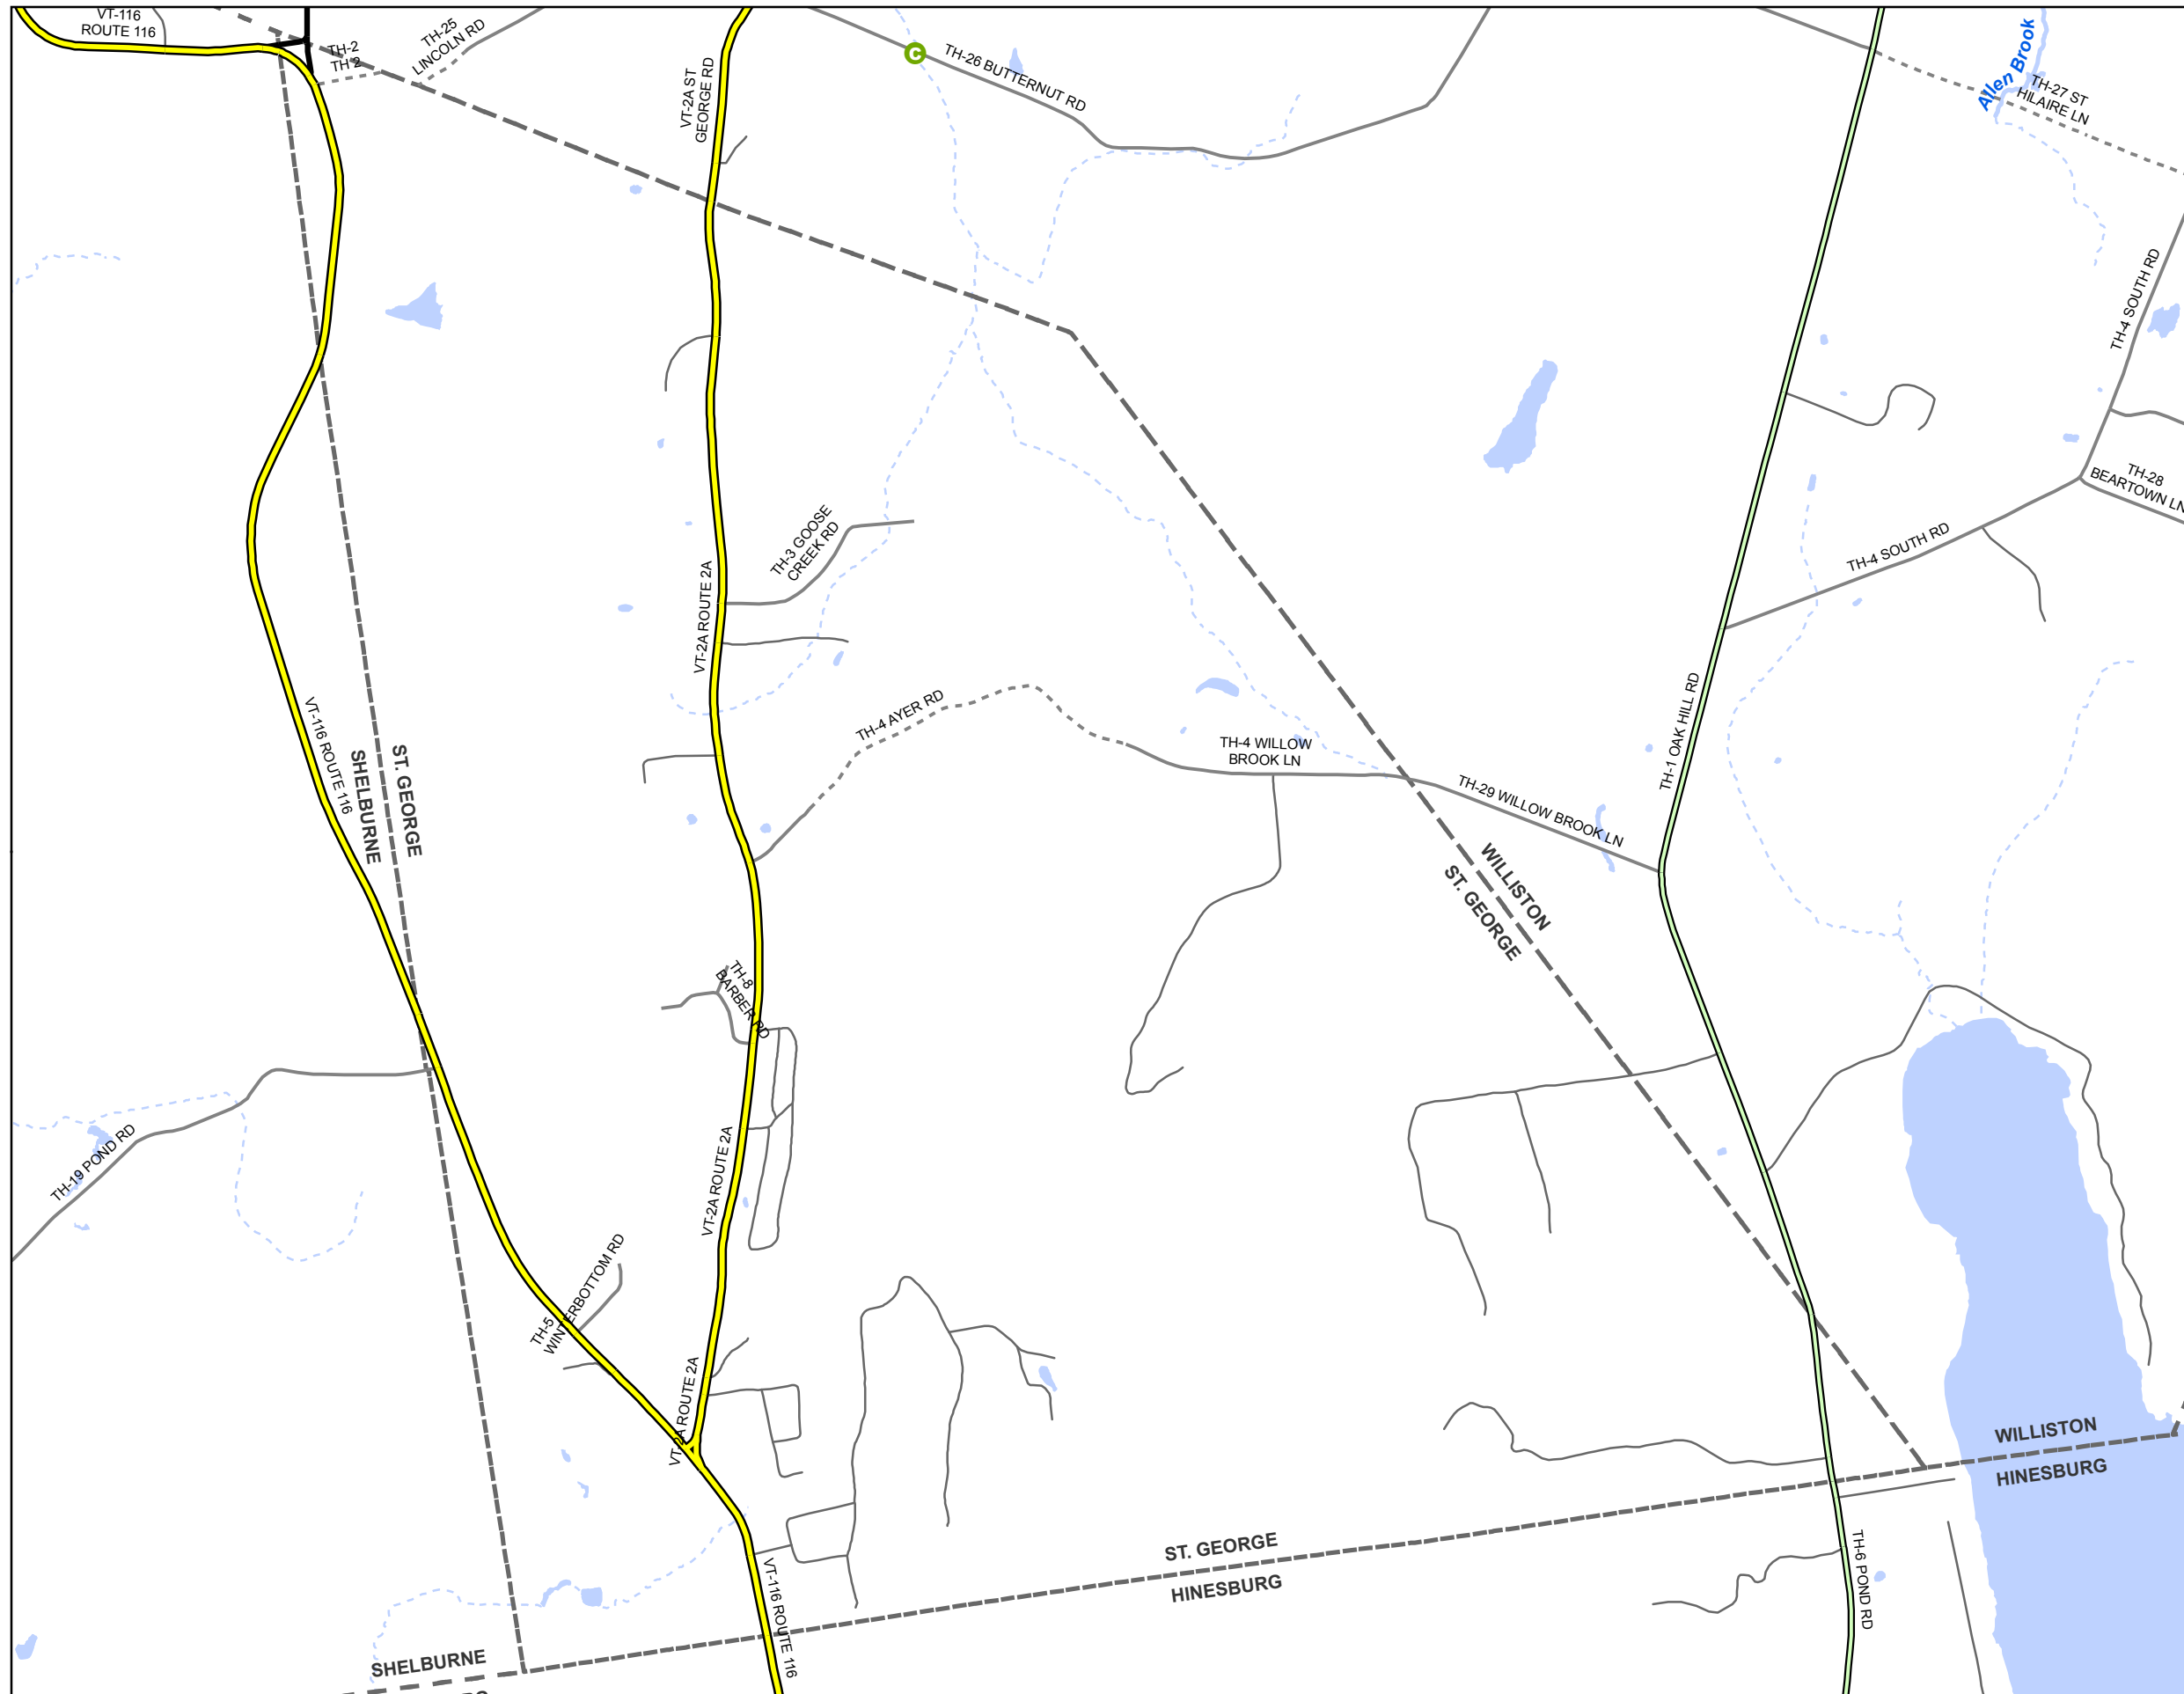 VT-116
ROUTE 116
TH-2
TH 2
TH-25
LINCOLN RD
VT-2A ST
GEORGE RD
C
TH-26 BUTTERNUT RD
Allen Brook
TH-27 ST
HILAIRE LN
TH-4 SOUTH RD
TH-28
BEARTOWN LN
TH-4 SOUTH RD
TH-3 GOOSE
CREEK RD
VT-2A ROUTE 2A
TH-4 AYER RD
TH-4 WILLOW
BROOK LN
TH-29 WILLOW BROOK LN
TH-1 OAK HILL RD
VT-116 ROUTE 116
SHELBURNE
ST. GEORGE
WILLISTON
ST. GEORGE
TH-8
BARBER RD
TH-19 POND RD
VT-2A ROUTE 2A
TH-5
WINTERBOTTOM RD
VT-2A ROUTE 2A
WILLISTON
HINESBURG
ST. GEORGE
HINESBURG
TH-6 POND RD
VT-116 ROUTE 116
SHELBURNE